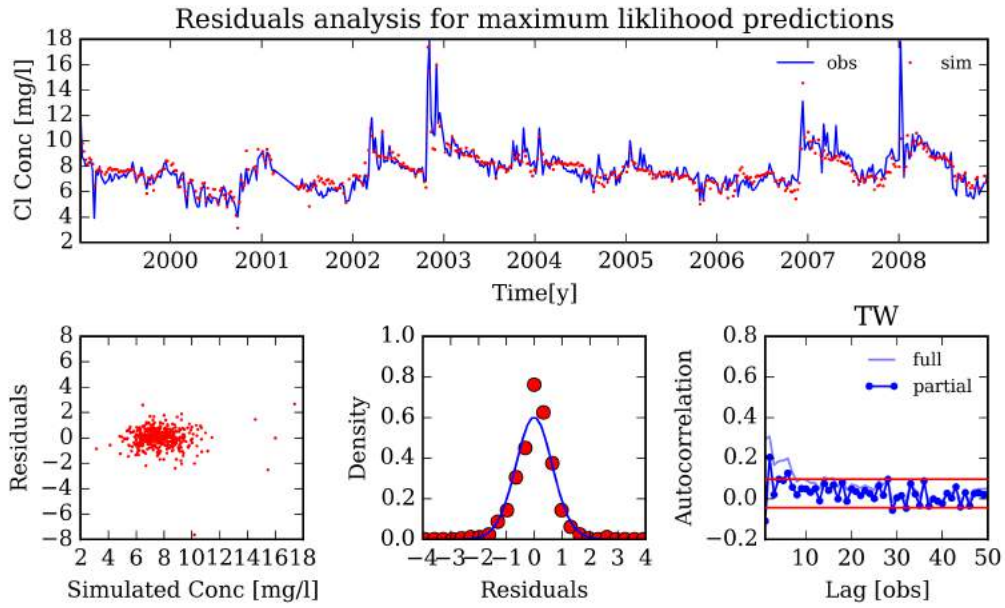 Residuals analysis for maximum liklihood predictions
18
16
14
12
10
8
6
4
2
Cl Conc [mg/l]
obs
sim
2000 2001 2002 2003 2004 2005 2006 2007 2008
Time[y]
8
6
4
2
0
−2
−4
−6
−8
Residuals
2 4 6 8 10 12 14 16 18
Simulated Conc [mg/l]
1.0
0.8
0.6
0.4
0.2
0.0
Density
−4 −3 −2 −1 0 1 2 3 4
Residuals
TW
0.8
0.6
0.4
0.2
0.0
−0.2
Autocorrelation
full
partial
10 20 30 40 50
Lag [obs]